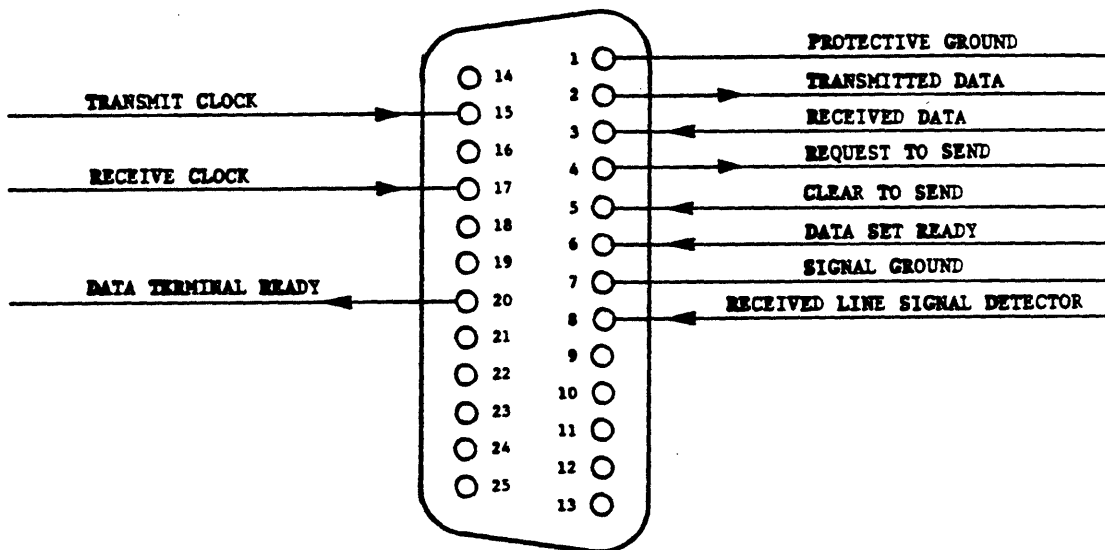 PROTECTIVE GROUND
1
14
TRANSMITTED DATA
2
TRANSMIT CLOCK
15
RECEIVED DATA
3
16
REQUEST TO SEND
4
RECEIVE CLOCK
17
CLEAR TO SEND
5
18
DATA SET READY
6
19
SIGNAL GROUND
7
DATA TERMINAL READY
20
RECEIVED LINE SIGNAL DETECTOR
8
21
9
22
10
23
11
24
12
25
13